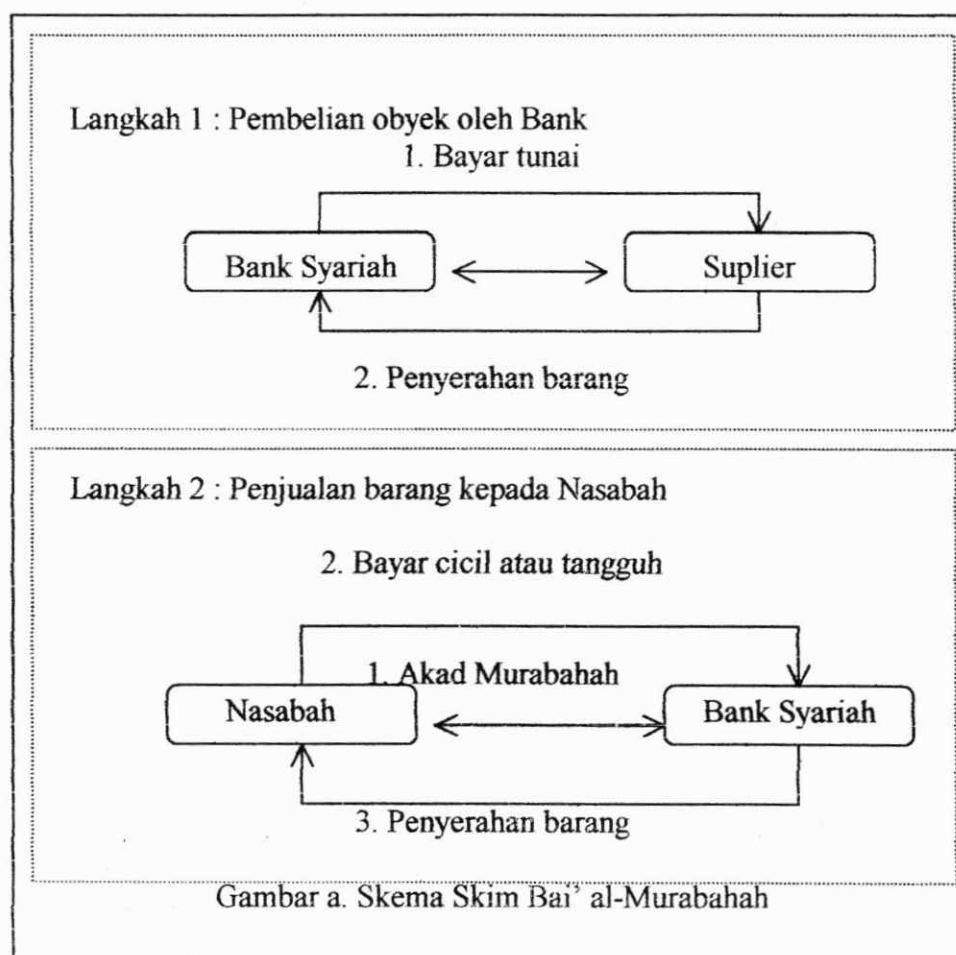 Langkah 1 : Pembelian obyek oleh Bank
1. Bayar tunai
Bank Syariah
Suplier
2. Penyerahan barang
Langkah 2 : Penjualan barang kepada Nasabah
2. Bayar cicil atau tangguh
1. Akad Murabahah
Nasabah
Bank Syariah
3. Penyerahan barang
Gambar a. Skema Skim Bai’ al-Murabahah